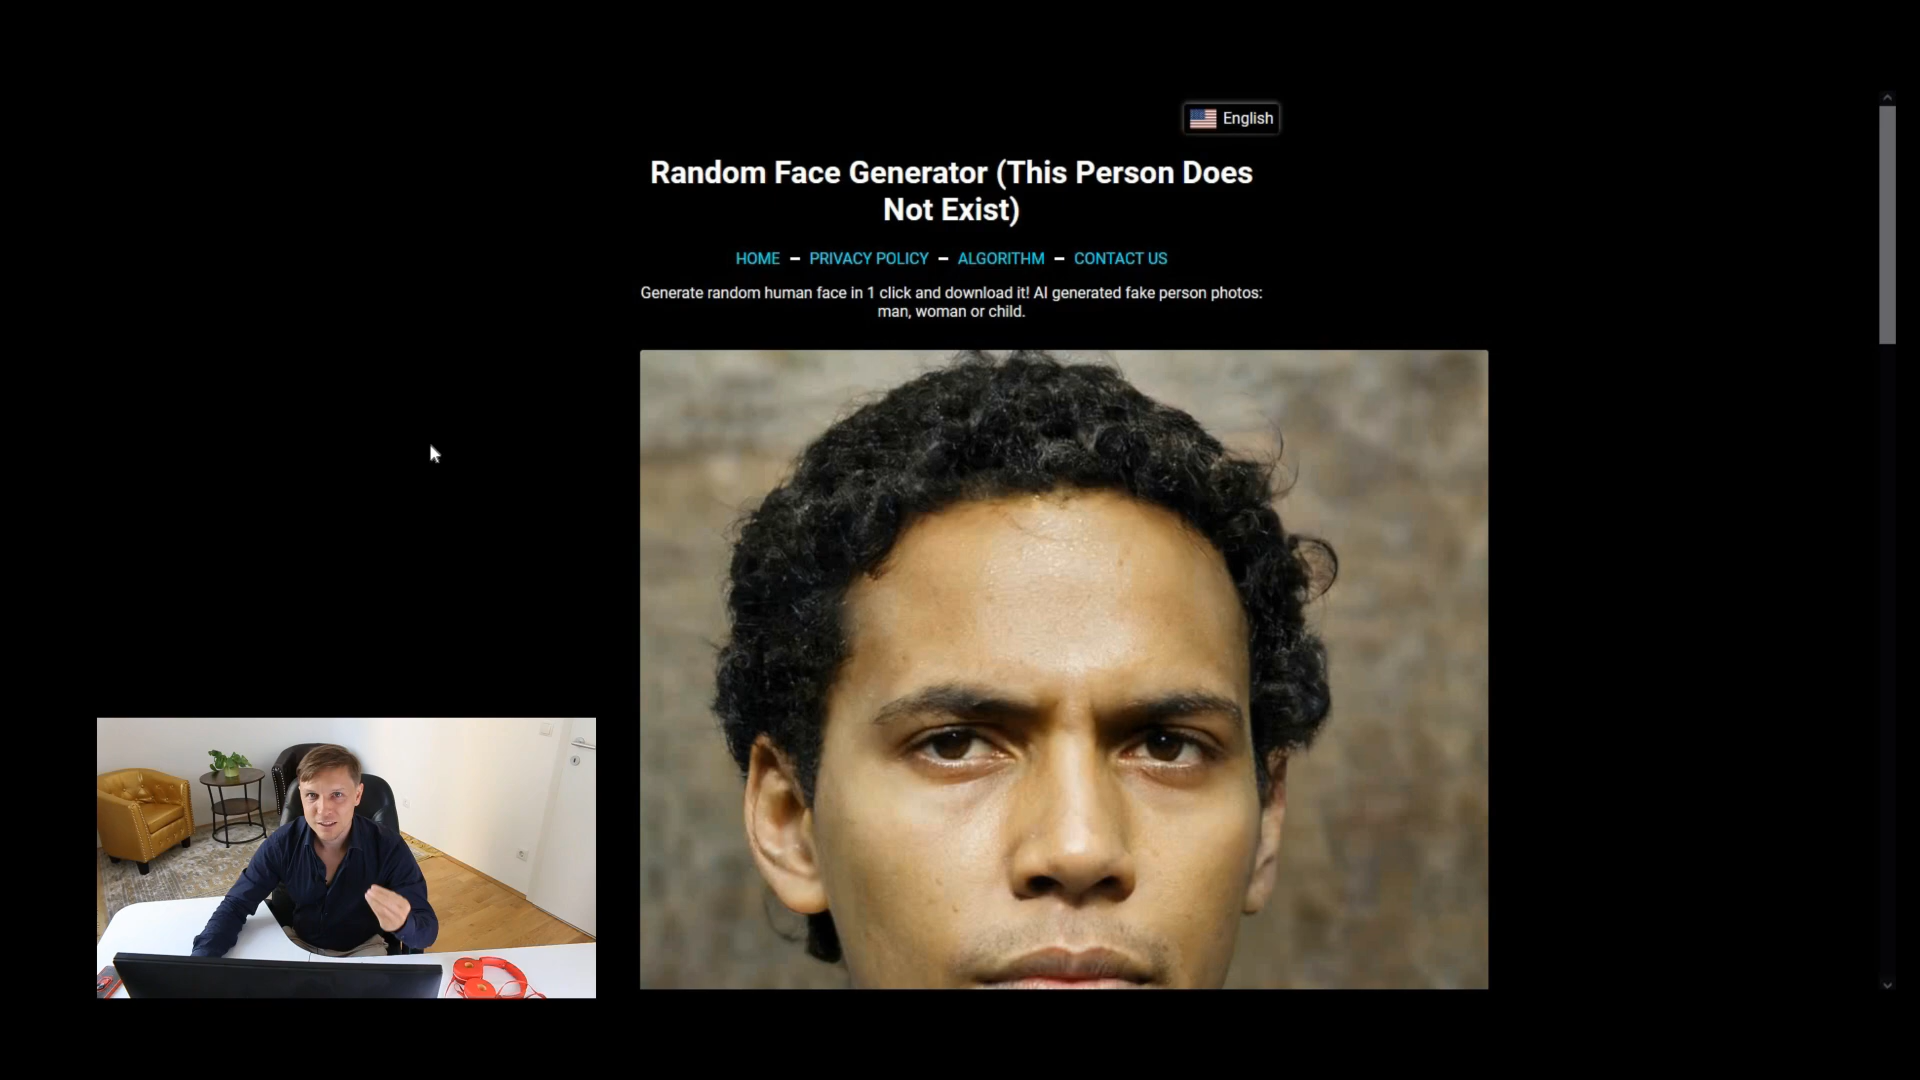 English
Random Face Generator (This Person Does
Not Exist)
HOME – PRIVACY POLICY – ALGORITHM – CONTACT US
Generate random human face in 1 click and download it! AI generated fake person photos:
man, woman or child.